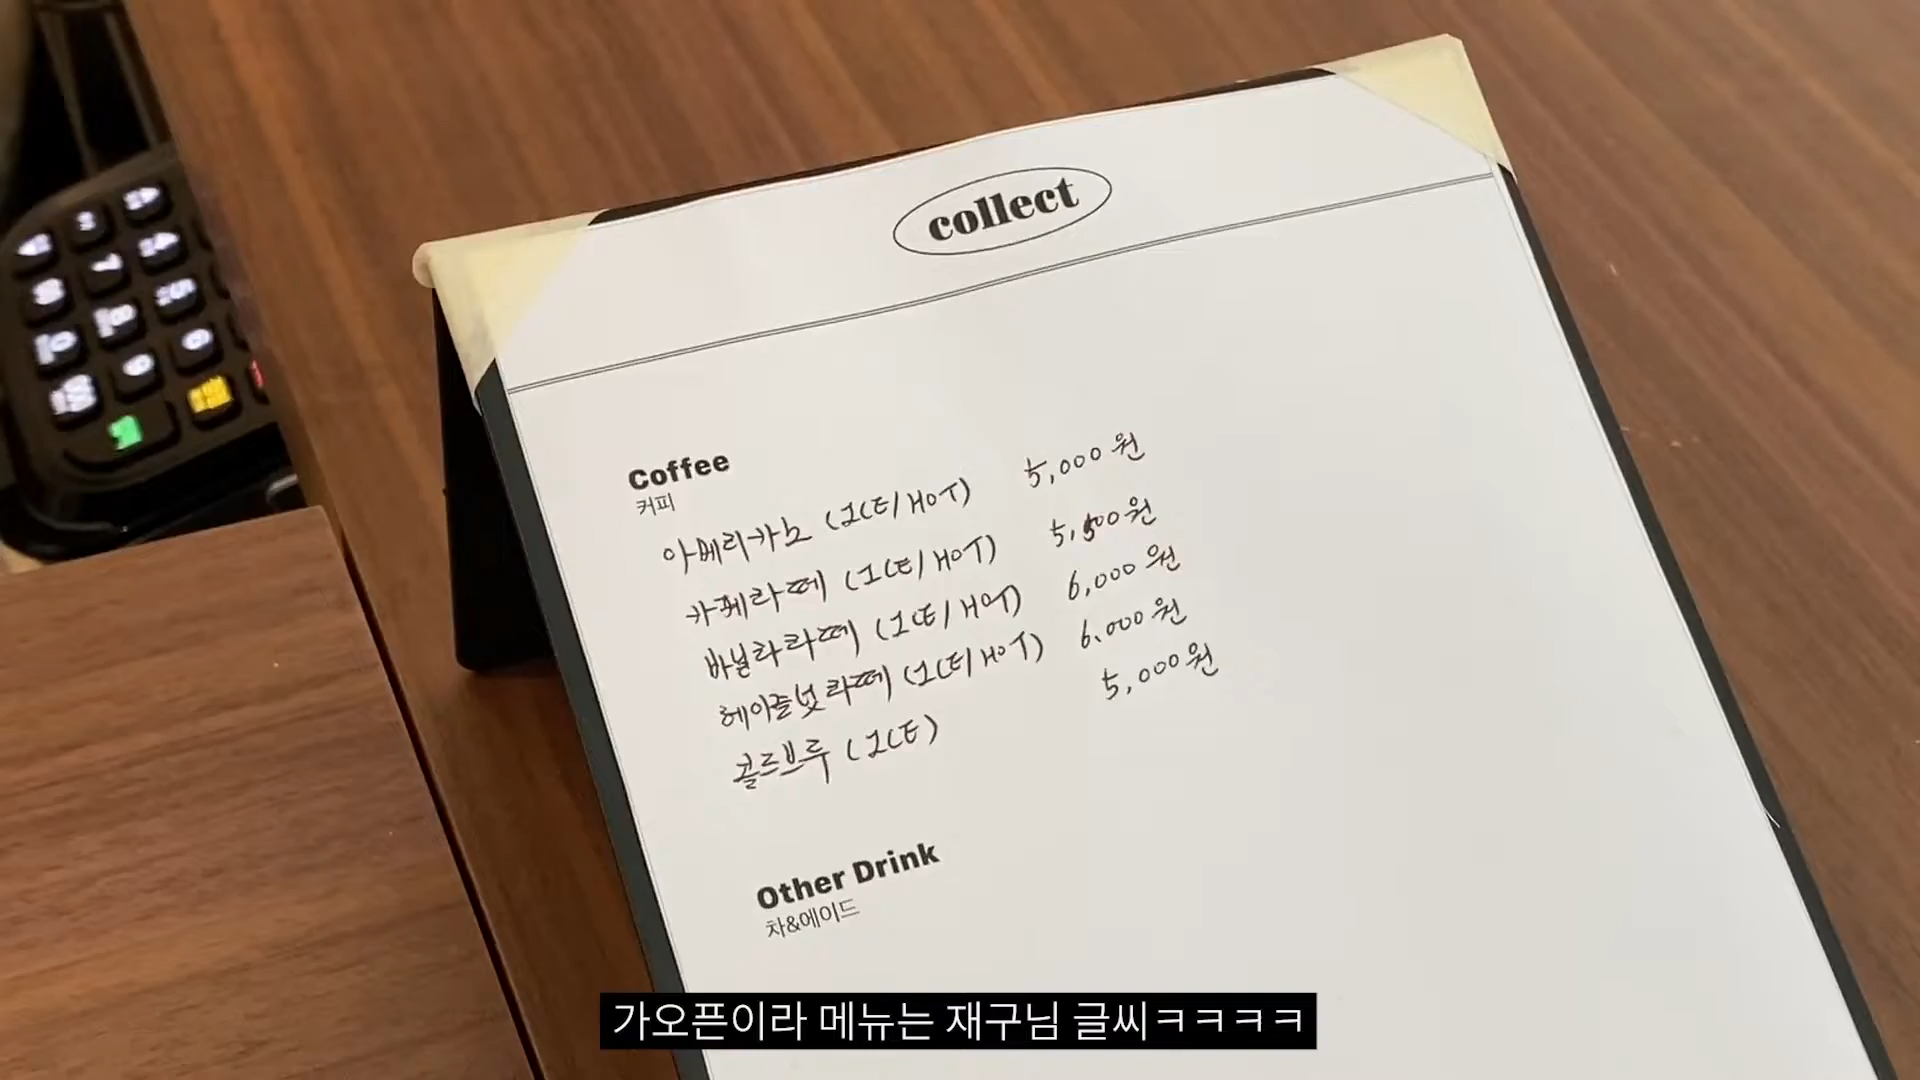 collect
Coffee
커피
아메리카노 (ICE/HOT) 5,000원
카페라떼 (ICE/HOT) 5,500원
바닐라라떼 (ICE/HOT) 6,000원
헤이즐넛라떼 (ICE/HOT) 6,000원
콜드브루 (ICE) 5,000원
Other Drink
차&에이드
가오픈이라 메뉴는 재구님 글씨ㅋㅋㅋㅋ